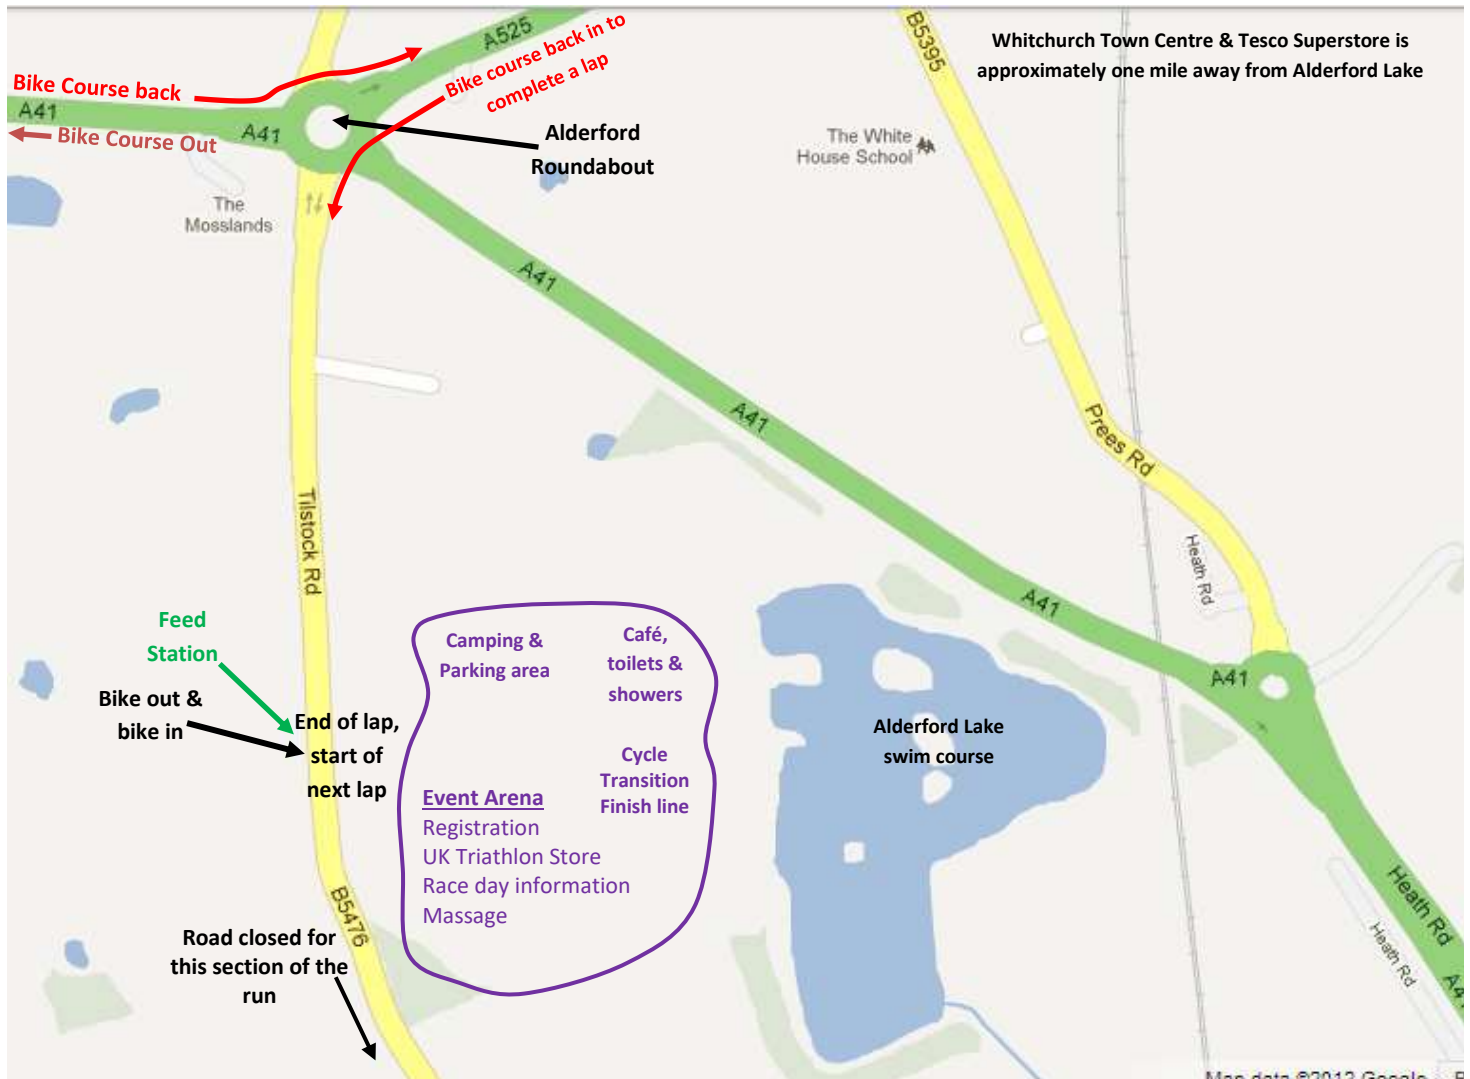 A525
B5395
Whitchurch Town Centre & Tesco Superstore is
approximately one mile away from Alderford Lake
Bike course back in to
complete a lap
Bike Course back
A41
A41
Bike Course Out
Alderford
Roundabout
The White
House School
The
Mosslands
A41
A41
Prees Rd
Tilstock Rd
Heath Rd
A41
A41
Feed
Station
Bike out &
bike in
End of lap,
start of
next lap
Camping &
Parking area
Café,
toilets &
showers
Cycle
Transition
Finish line
Event Arena
Registration
UK Triathlon Store
Race day information
Massage
Alderford Lake
swim course
B5476
Road closed for
this section of the
run
Heath Rd
Heath Rd
Map data ©2012 Google